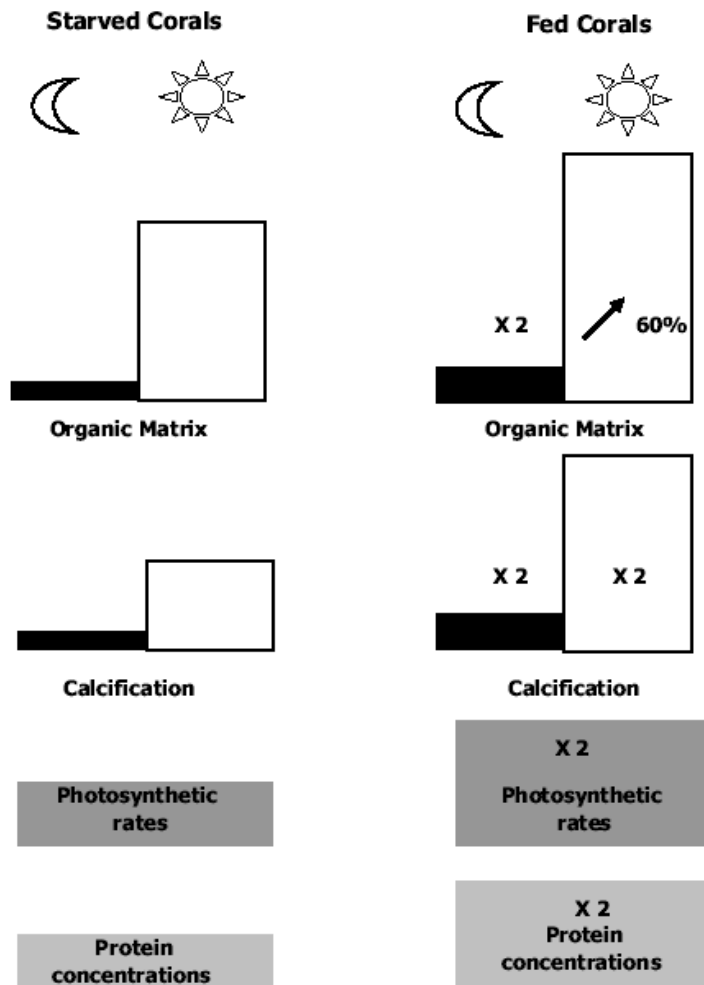 Starved Corals
Fed Corals
X 2
60%
Organic Matrix
Organic Matrix
X 2
X 2
Calcification
Calcification
X 2
Photosynthetic
rates
Photosynthetic
rates
X 2
Protein
concentrations
Protein
concentrations